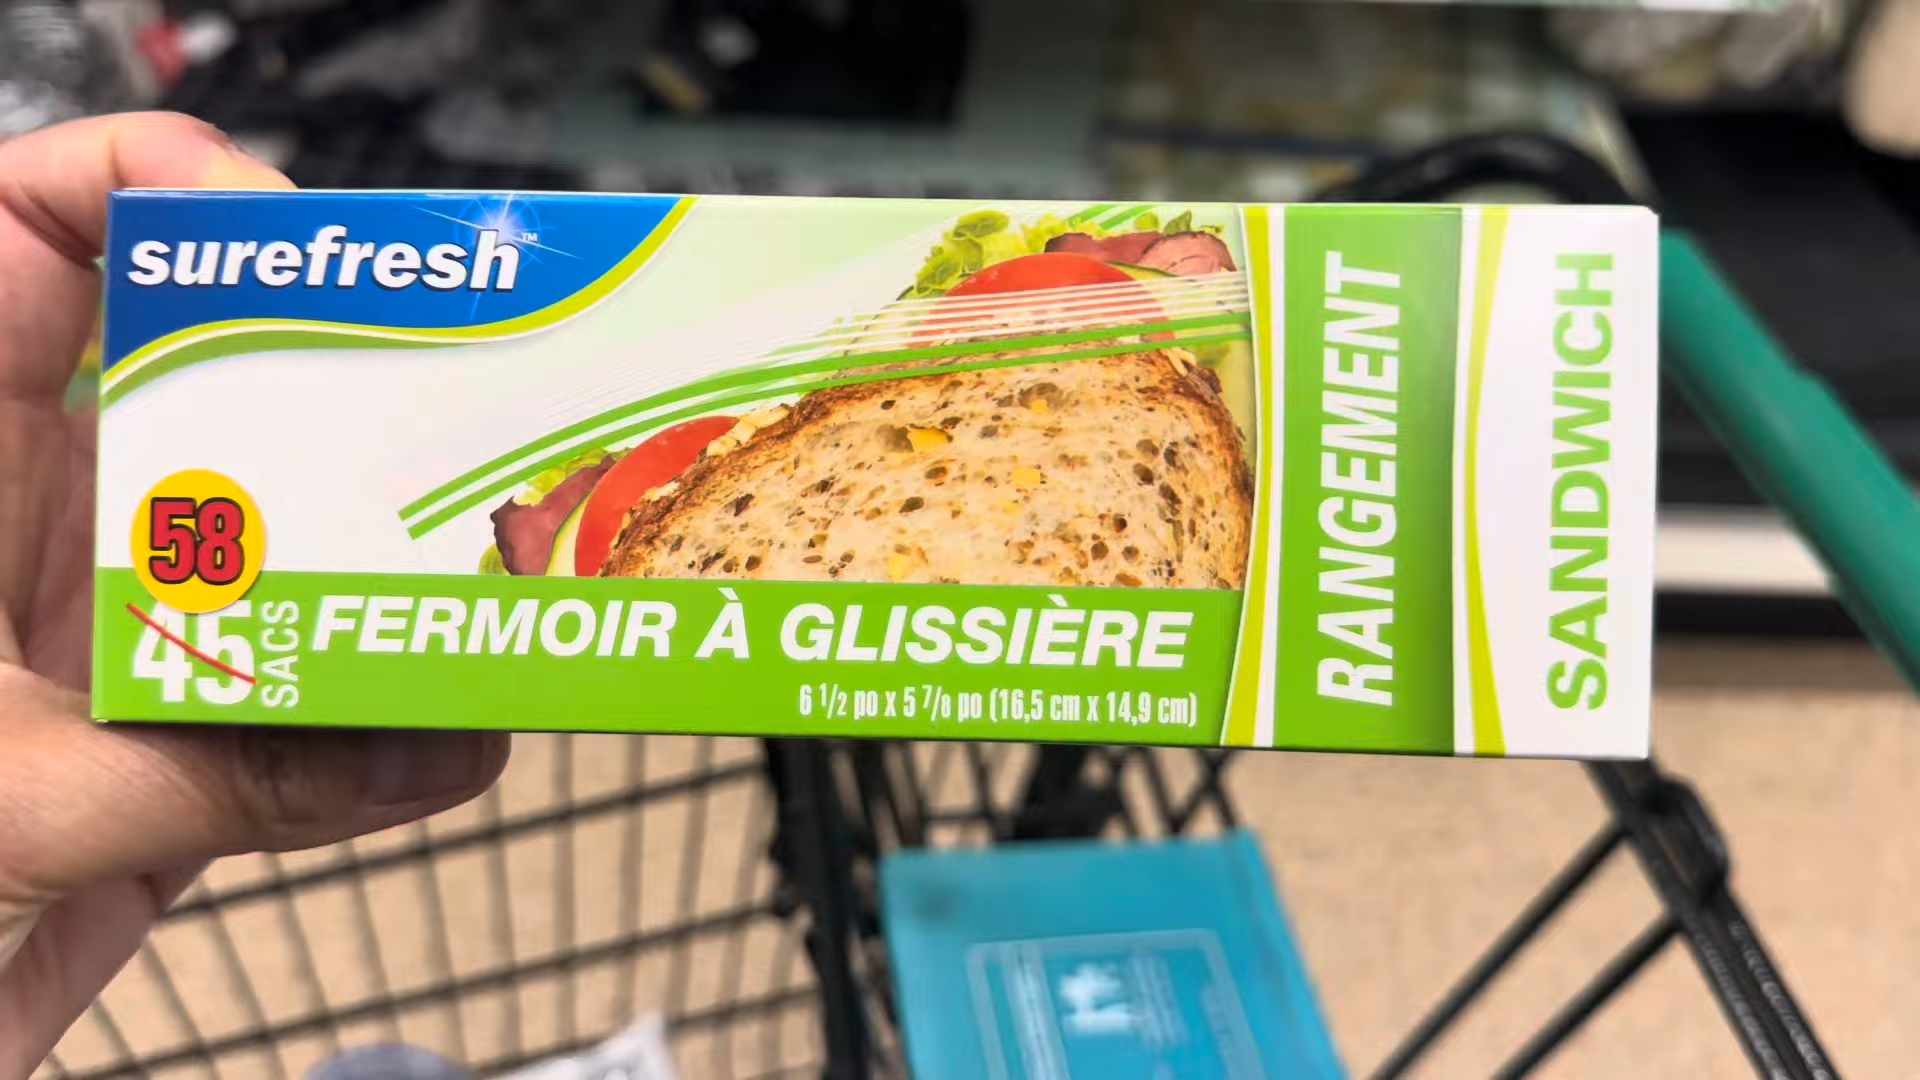 surefresh™
58
45 SACS
FERMOIR À GLISSIÈRE
6 1/2 po x 5 7/8 po (16,5 cm x 14,9 cm)
RANGEMENT
SANDWICH